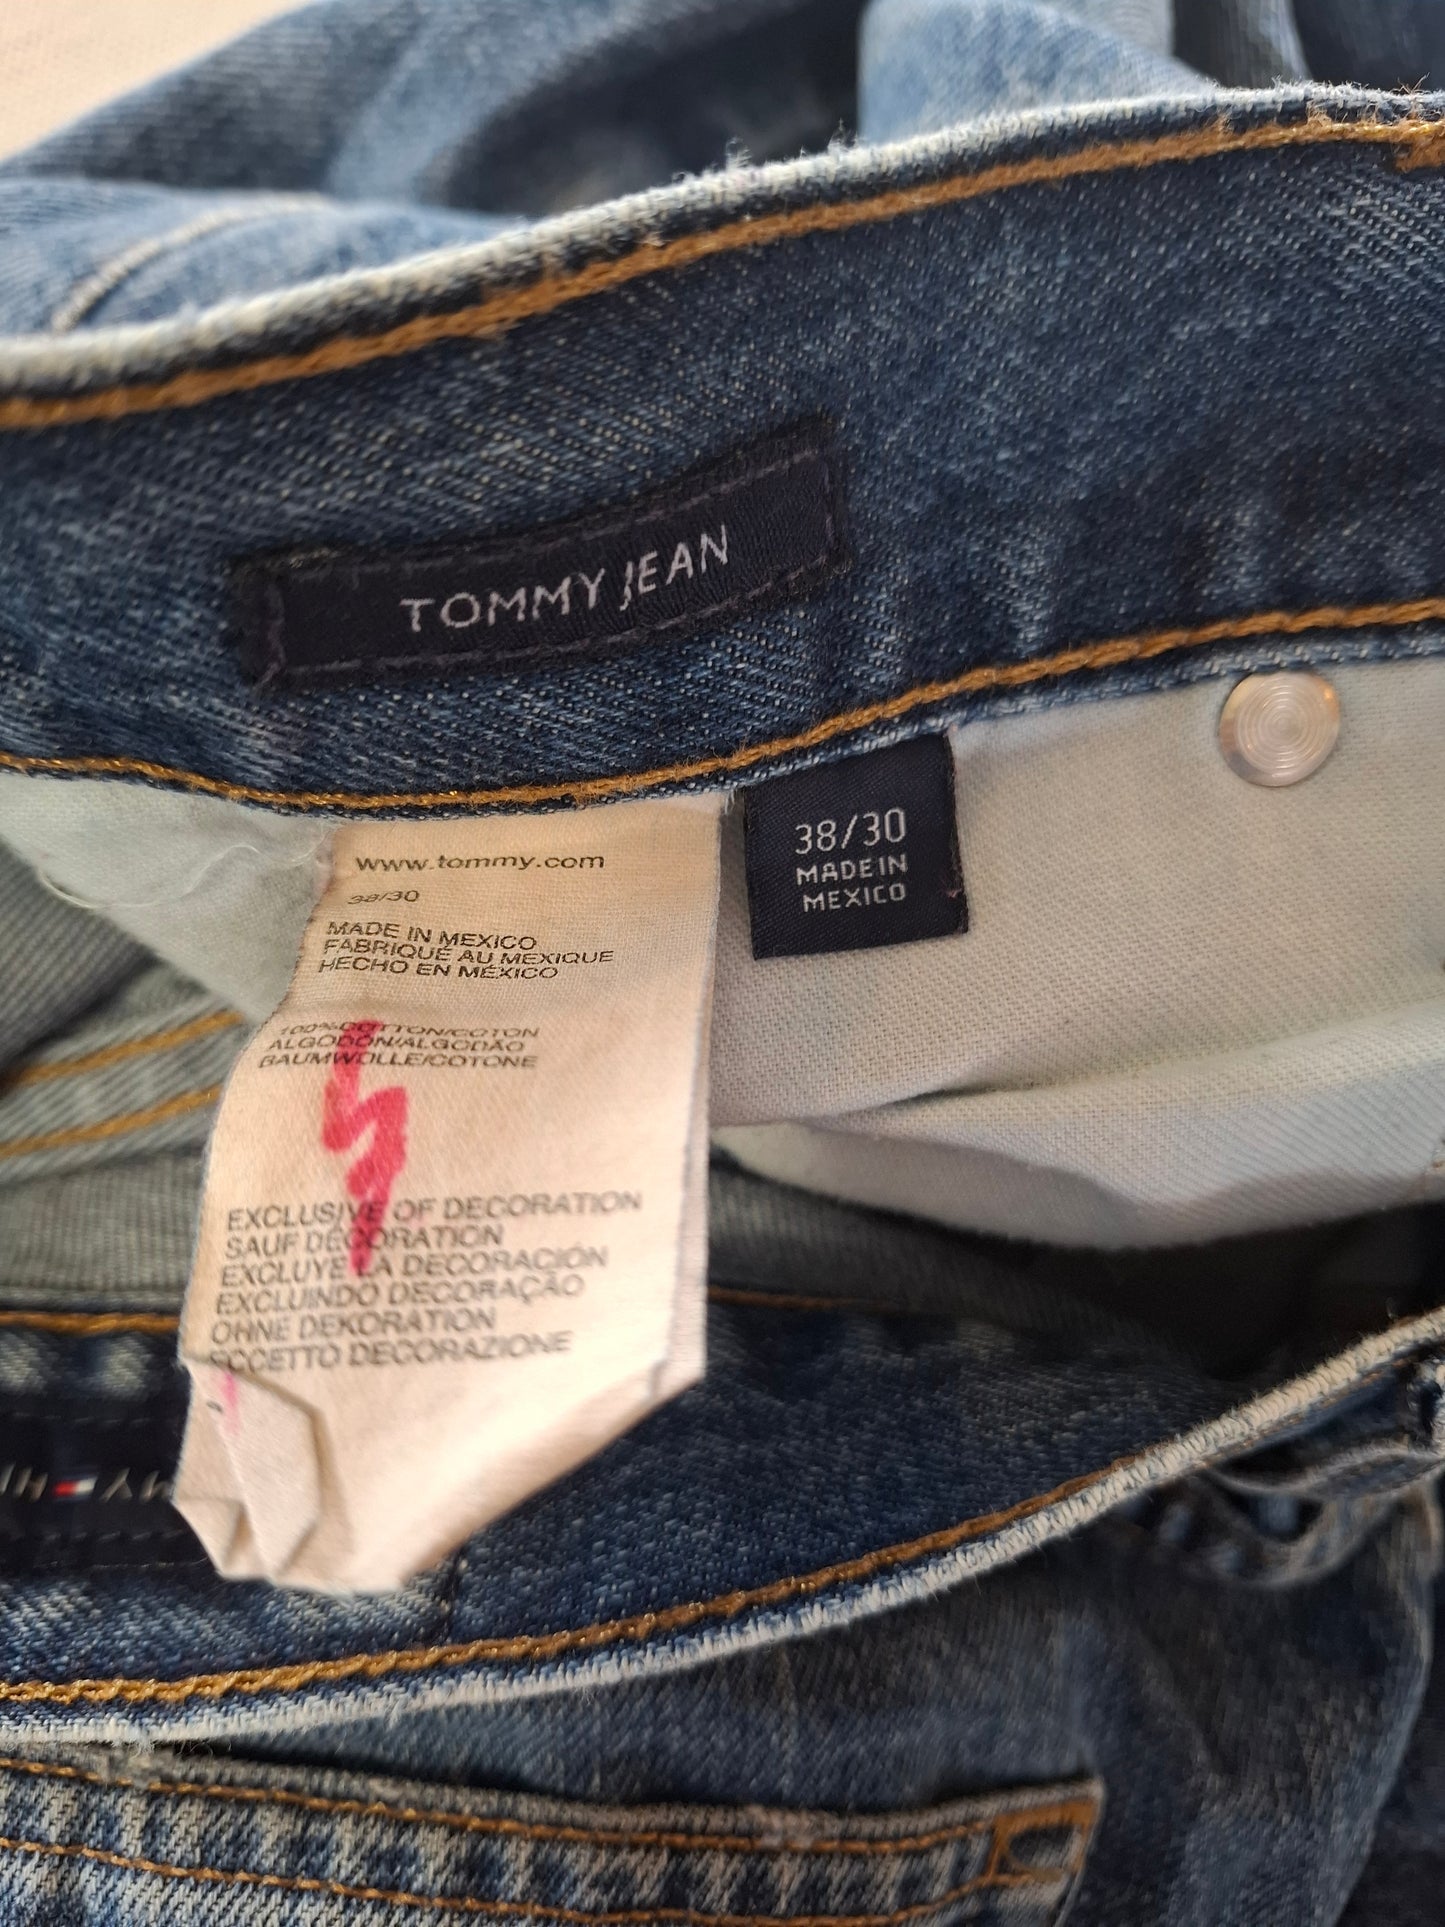 TOMMY JEAN
38/30
MADE IN
MEXICO
www.tommy.com
38/30
MADE IN MEXICO
FABRIQUÉ AU MEXIQUE
HECHO EN MÉXICO
100%COTTON/COTON
ALGODÓN/ALGODÃO
BAUMWOLLE/COTONE
EXCLUSIVE OF DECORATION
SAUF DÉCORATION
EXCLUYE LA DECORACIÓN
EXCLUINDO DECORAÇÃO
OHNE DEKORATION
ECCETTO DECORAZIONE